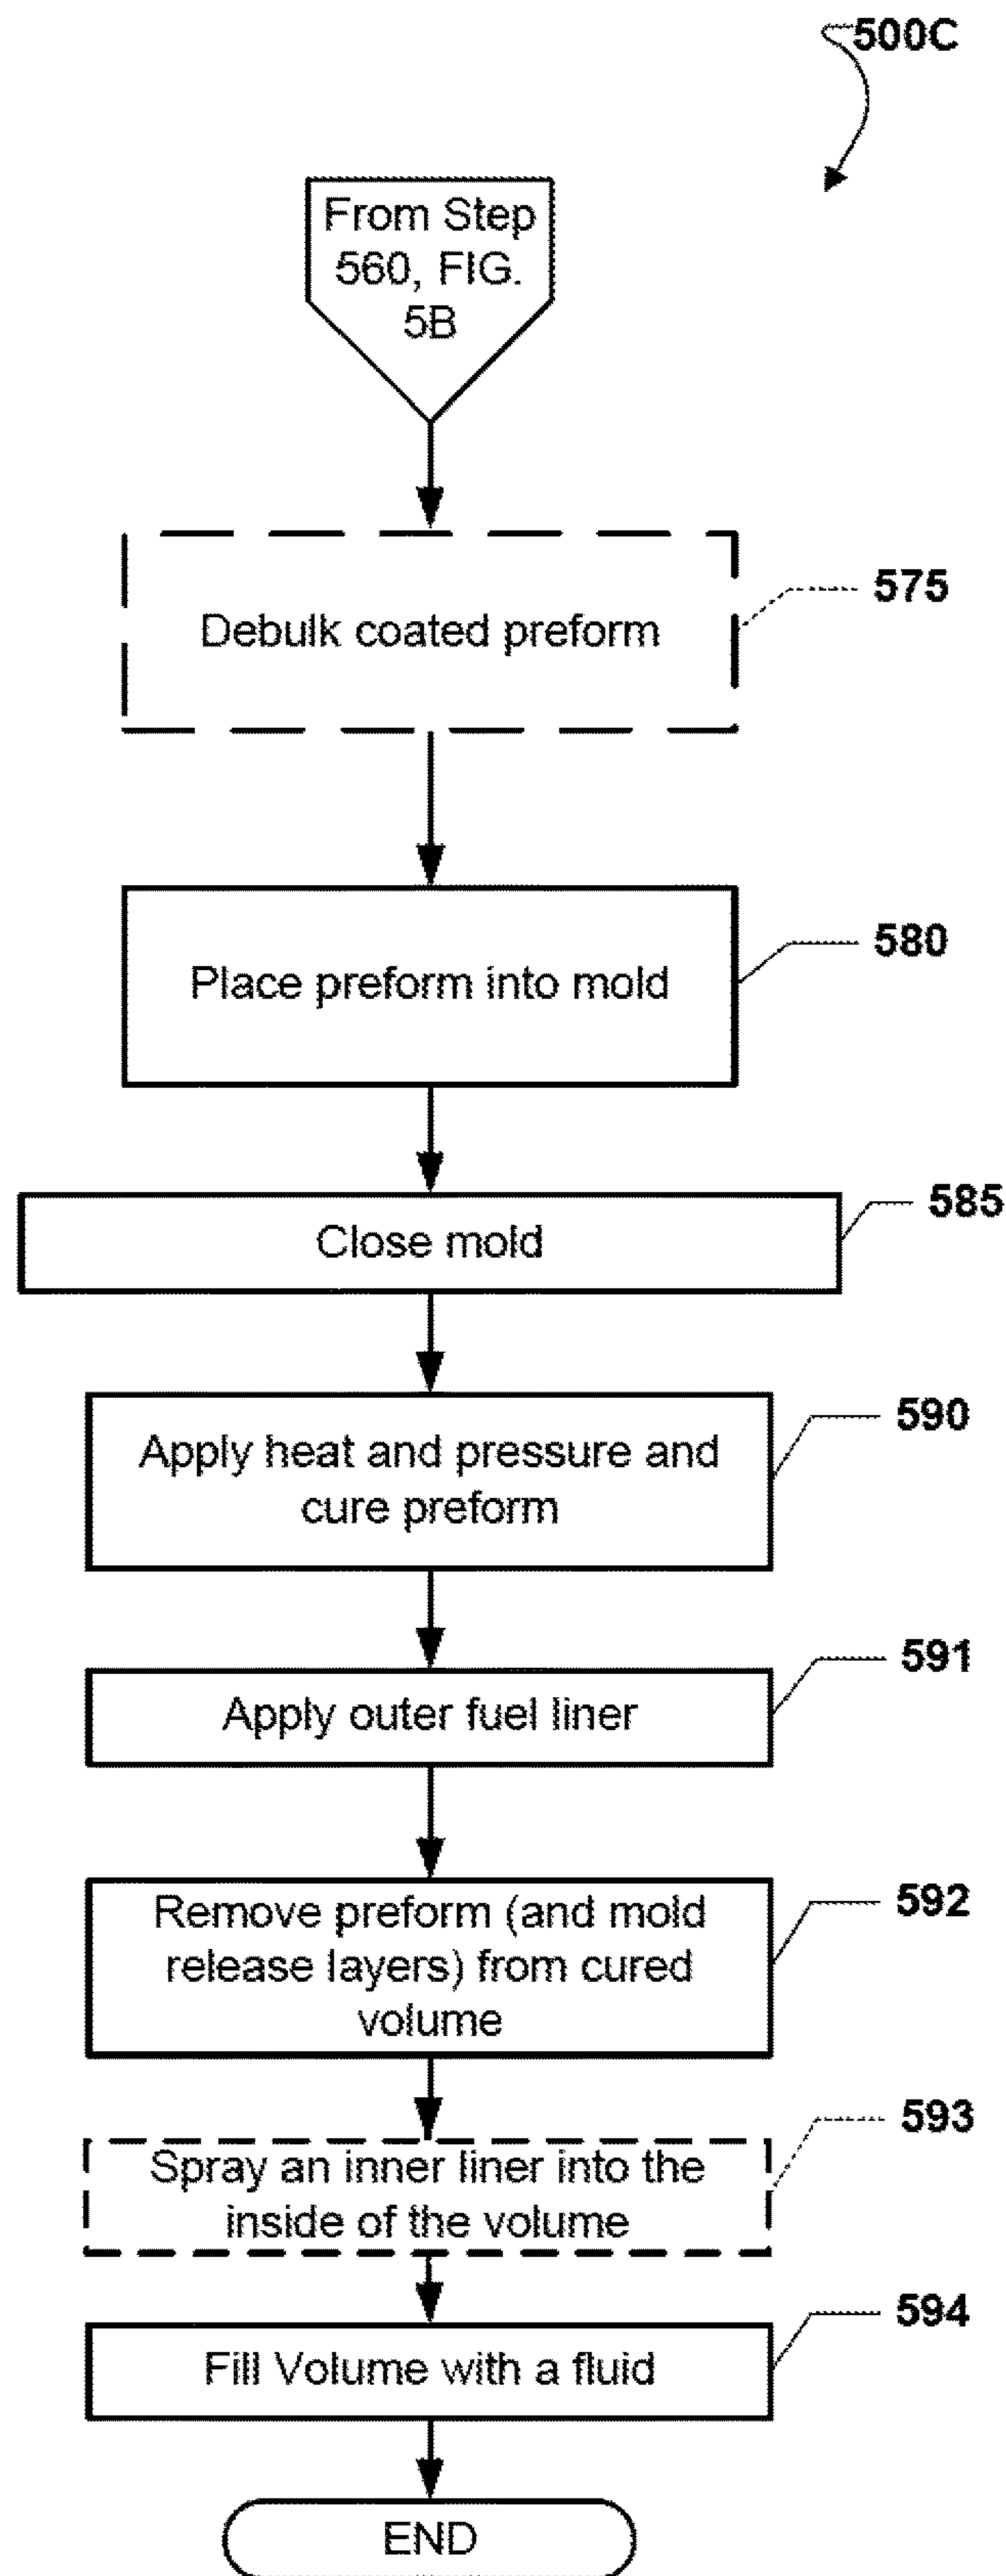 500C
From Step
560, FIG.
5B
575
Debulk coated preform
580
Place preform into mold
585
Close mold
590
Apply heat and pressure and
cure preform
591
Apply outer fuel liner
592
Remove preform (and mold
release layers) from cured
volume
593
Spray an inner liner into the
inside of the volume
594
Fill Volume with a fluid
END